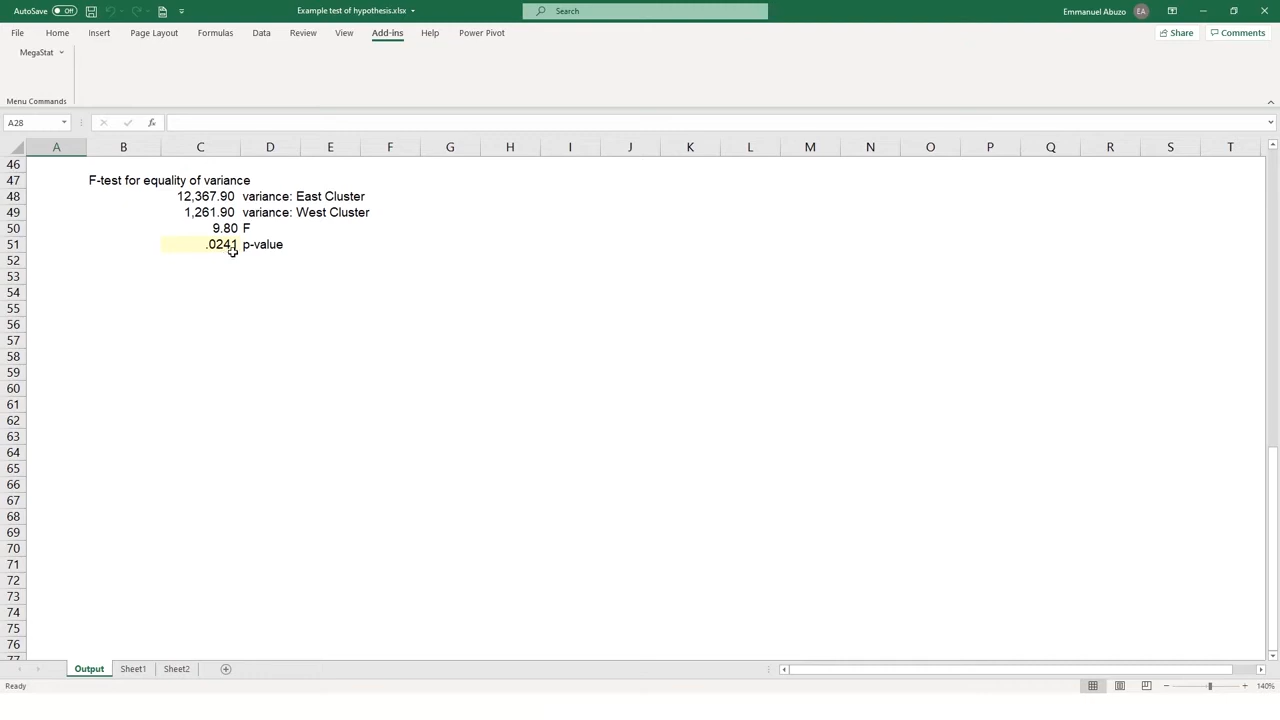 AutoSave Off Example test of hypothesis.xlsx Search Emmanuel Abuzo EA
File Home Insert Page Layout Formulas Data Review View Add-ins Help Power Pivot Share Comments
MegaStat
Menu Commands
A28 fx
A B C D E F G H I J K L M N O P Q R S T
46
47 F-test for equality of variance
48 12,367.90 variance: East Cluster
49 1,261.90 variance: West Cluster
50 9.80 F
51 .0241 p-value
52
53
54
55
56
57
58
59
60
61
62
63
64
65
66
67
68
69
70
71
72
73
74
75
76
77
Output Sheet1 Sheet2
Ready 140%